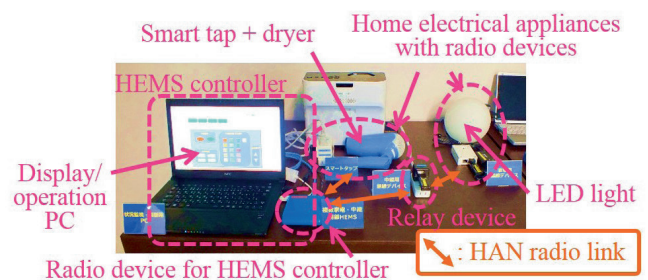 Smart tap + dryer
Home electrical appliances
with radio devices
HEMS controller
Display/
operation
PC
スマートタップ
LED light
Relay device
: HAN radio link
Radio device for HEMS controller